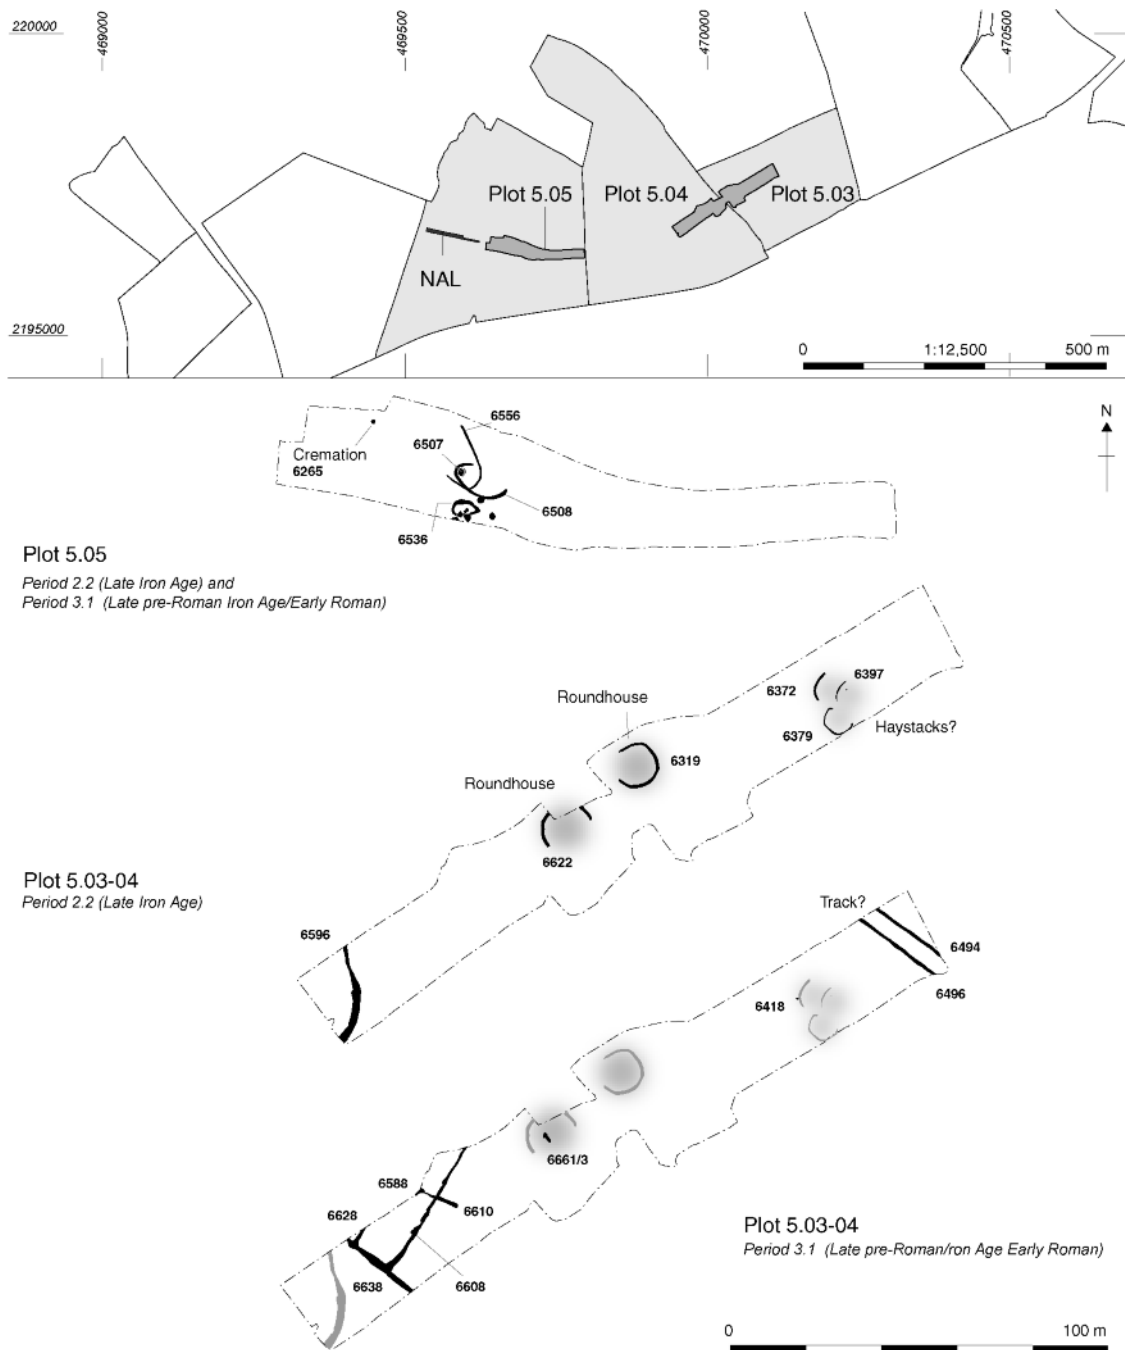 220000
469000
469500
470000
470500
Plot 5.05
Plot 5.04
Plot 5.03
NAL
2195000
0 1:12,500 500 m
N
6556
6507
Cremation
6265
6508
6536
Plot 5.05
Period 2.2 (Late Iron Age) and
Period 3.1 (Late pre-Roman Iron Age/Early Roman)
6397
6372
Roundhouse
6379
Haystacks?
6319
Roundhouse
6622
Plot 5.03-04
Period 2.2 (Late Iron Age)
Track?
6596
6494
6496
6418
6661/3
6588
6610
6628
Plot 5.03-04
Period 3.1 (Late pre-Roman/ron Age Early Roman)
6638
6608
0 100 m